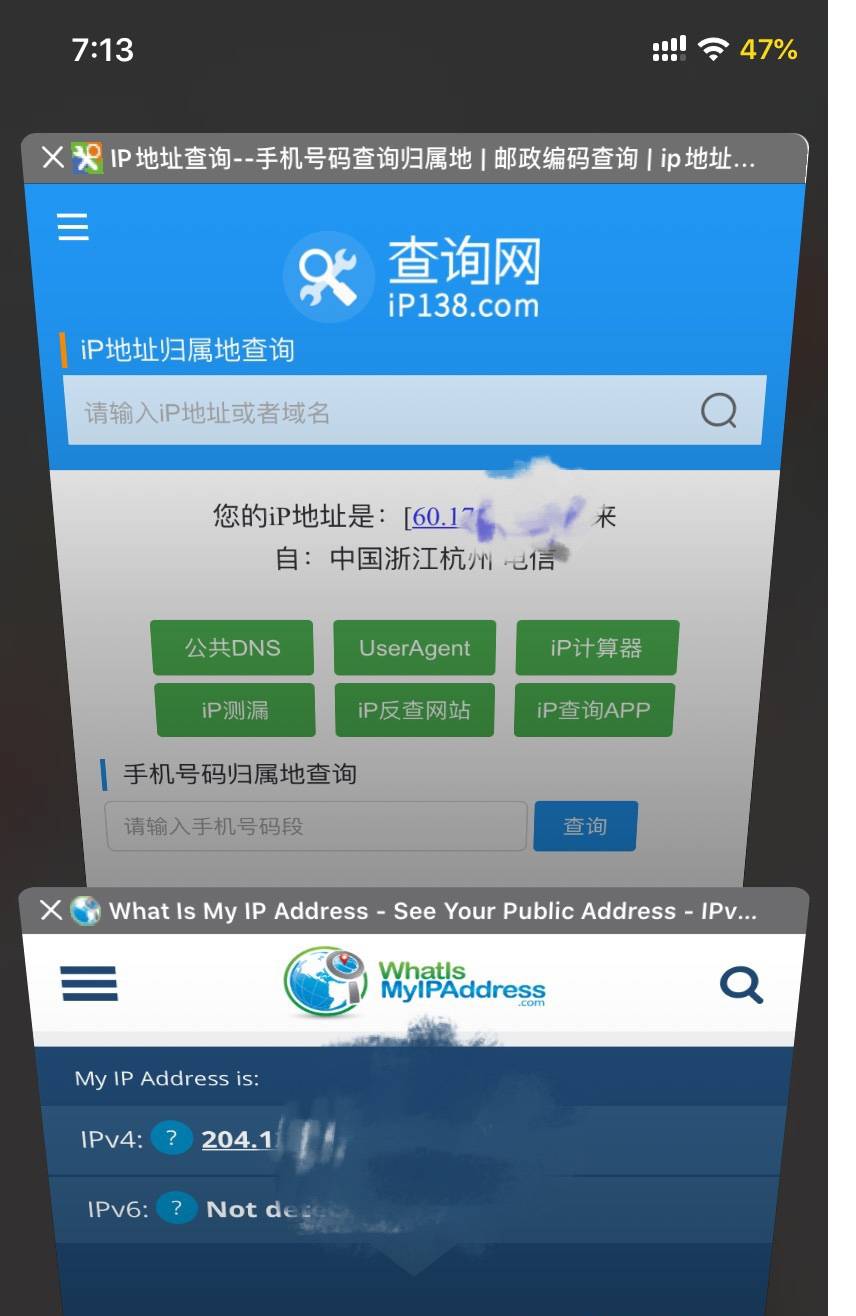 7:13
47%
IP地址查询--手机号码查询归属地 | 邮政编码查询 | ip地址...
查询网
iP138.com
iP地址归属地查询
请输入iP地址或者域名
您的iP地址是：[60.17 来
自：中国浙江杭州 电信
公共DNS UserAgent iP计算器
iP测漏 iP反查网站 iP查询APP
手机号码归属地查询
请输入手机号码段 查询
What Is My IP Address - See Your Public Address - IPv...
WhatIs
MyIPAddress
.com
My IP Address is:
IPv4: ? 204.1
IPv6: ? Not de